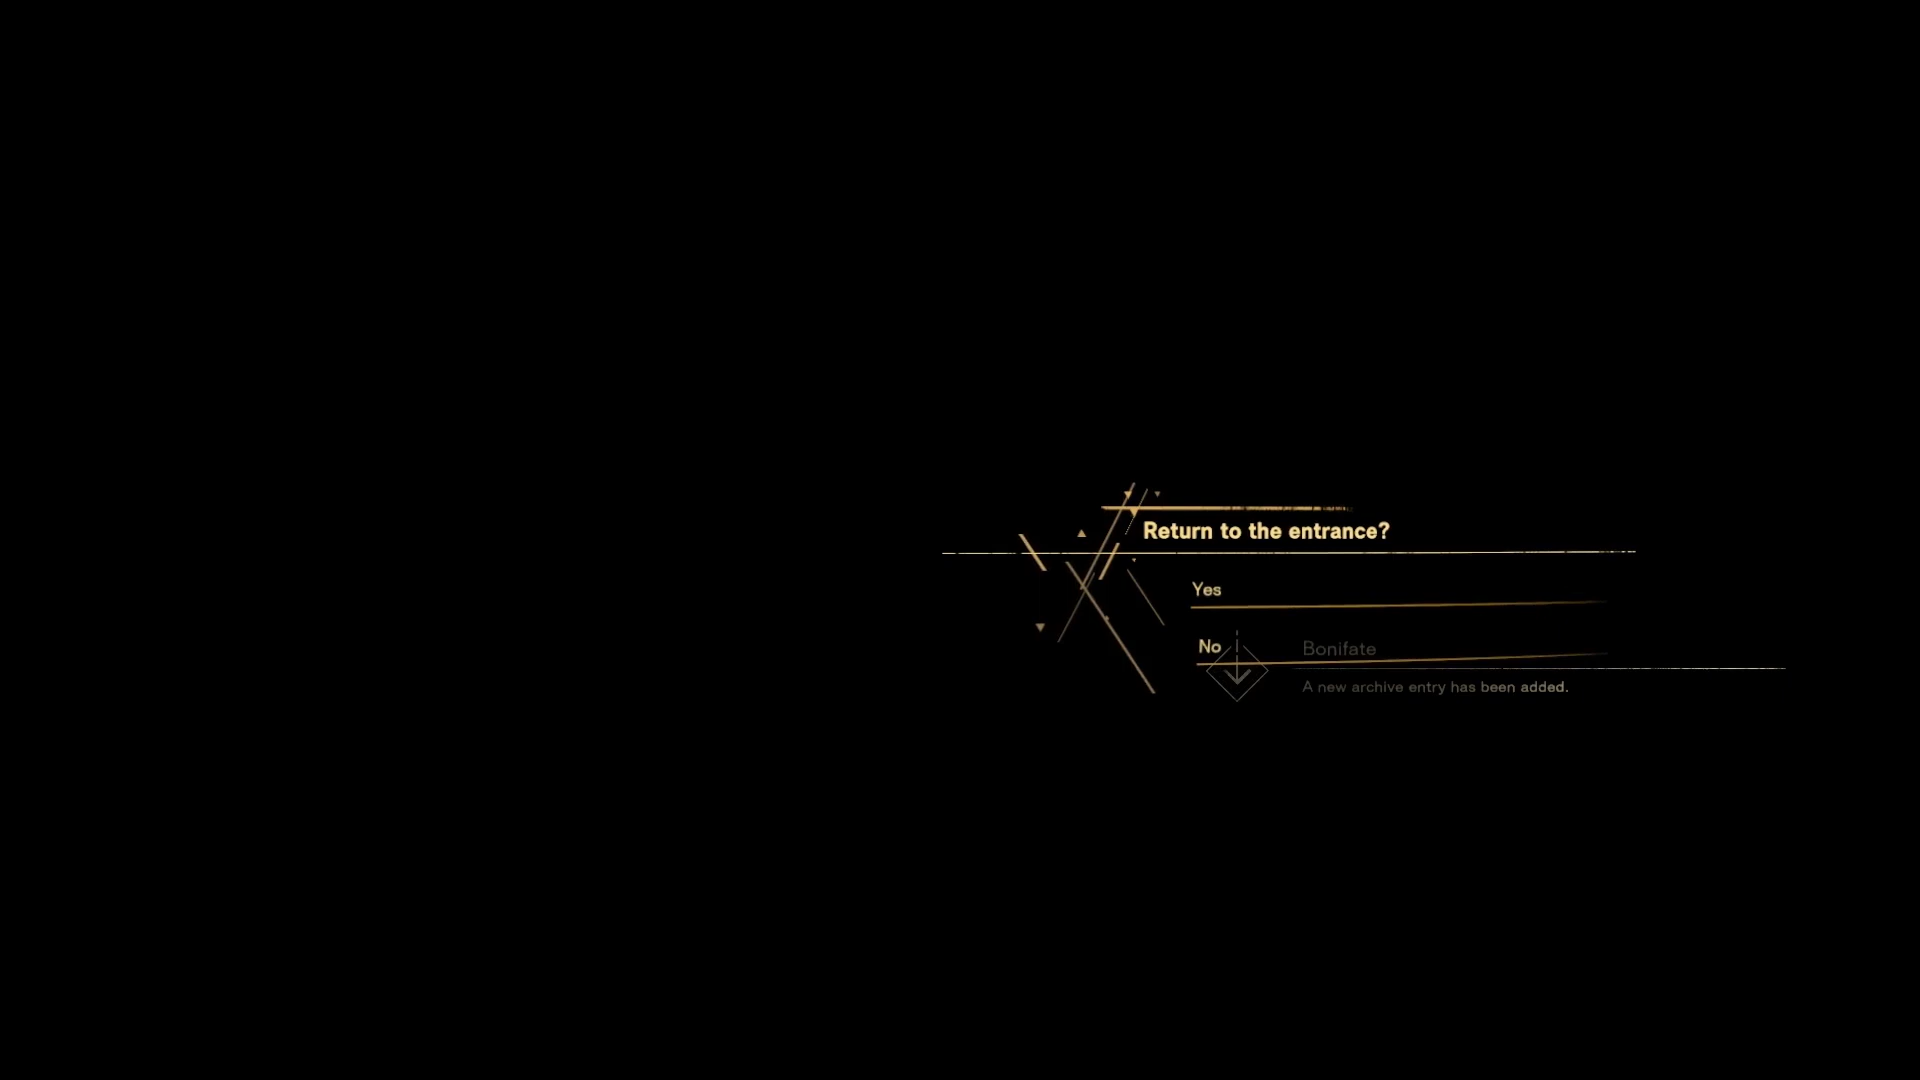 Return to the entrance?
Yes
No
Bonifate
A new archive entry has been added.